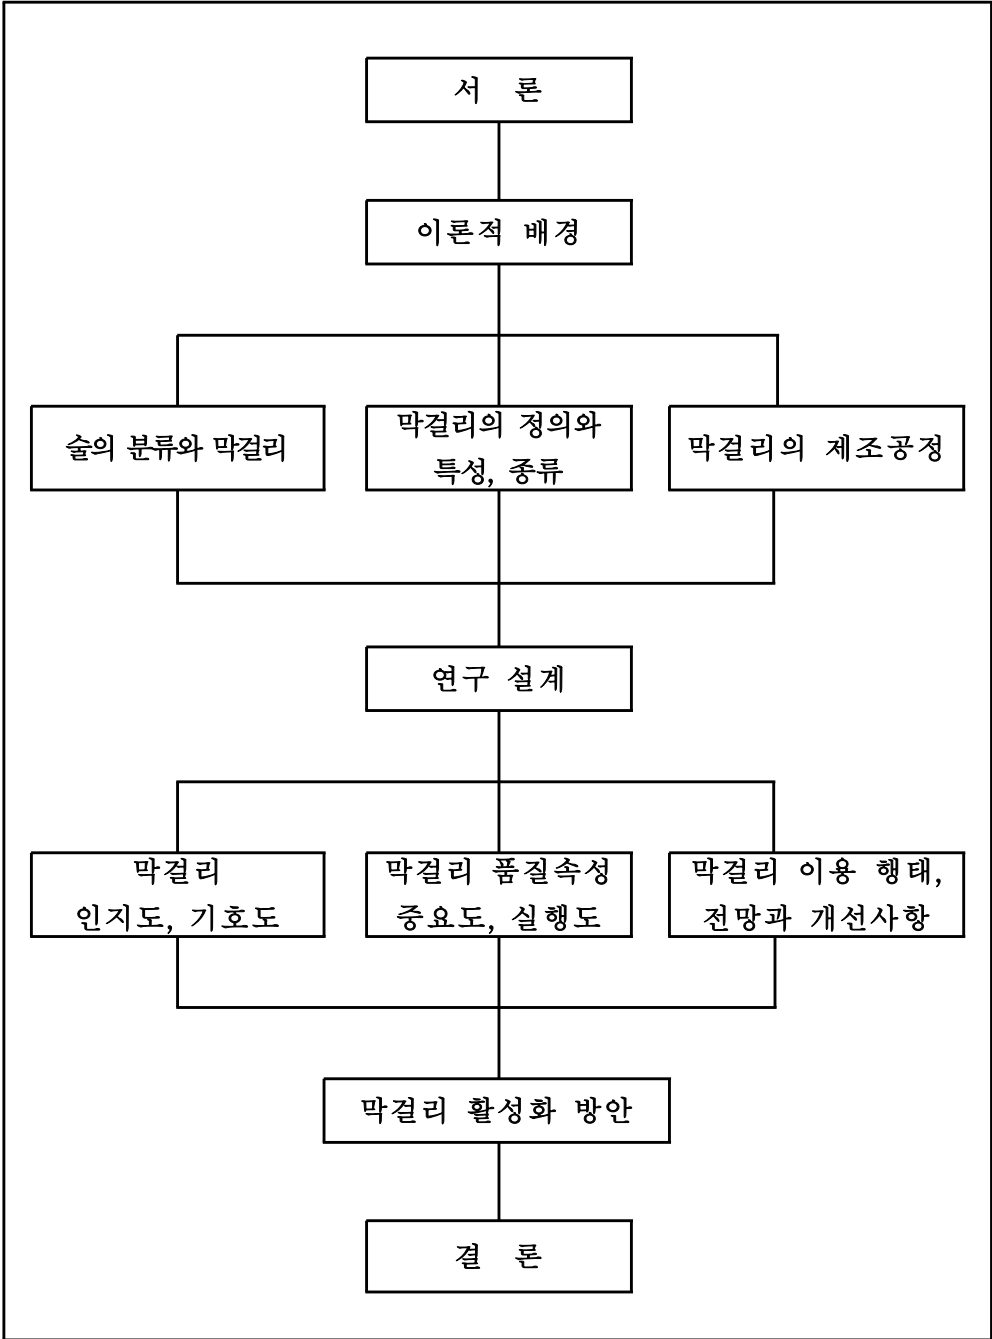 서 론
이론적 배경
술의 분류와 막걸리
막걸리의 정의와
특성, 종류
막걸리의 제조공정
연구 설계
막걸리
인지도, 기호도
막걸리 품질속성
중요도, 실행도
막걸리 이용 행태,
전망과 개선사항
막걸리 활성화 방안
결 론